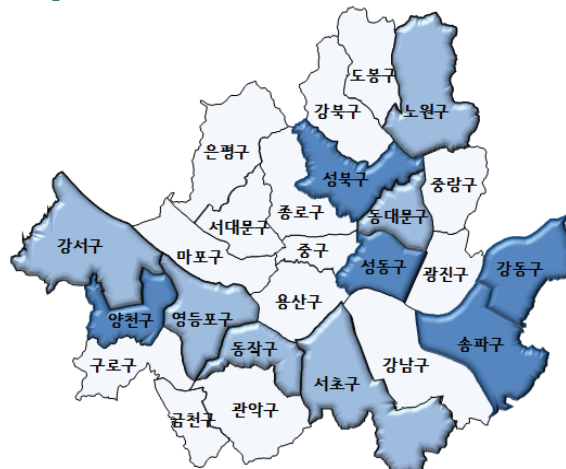 도봉구
강북구
노원구
은평구
성북구
중랑구
동대문구
서대문구
종로구
강서구
마포구
중구
성동구
광진구
강동구
용산구
양천구
영등포구
동작구
송파구
구로구
서초구
강남구
금천구
관악구